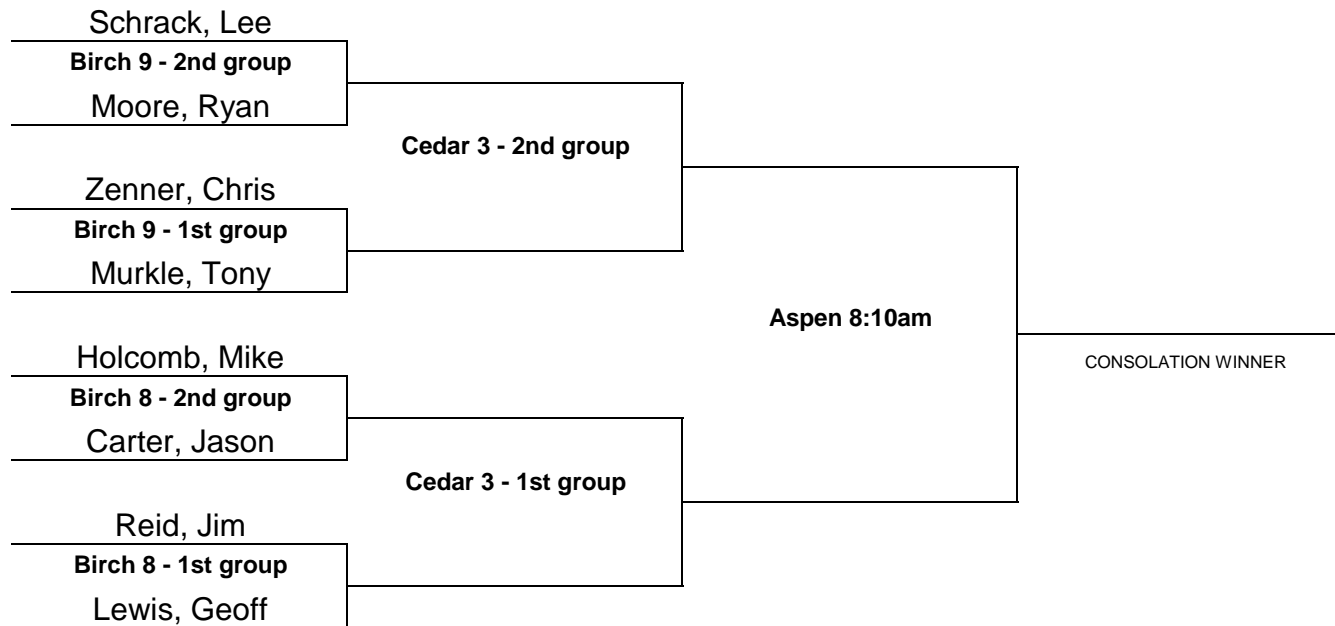 Schrack, Lee
Birch 9 - 2nd group
Moore, Ryan
Cedar 3 - 2nd group
Zenner, Chris
Birch 9 - 1st group
Murkle, Tony
Aspen 8:10am
CONSOLATION WINNER
Holcomb, Mike
Birch 8 - 2nd group
Carter, Jason
Cedar 3 - 1st group
Reid, Jim
Birch 8 - 1st group
Lewis, Geoff